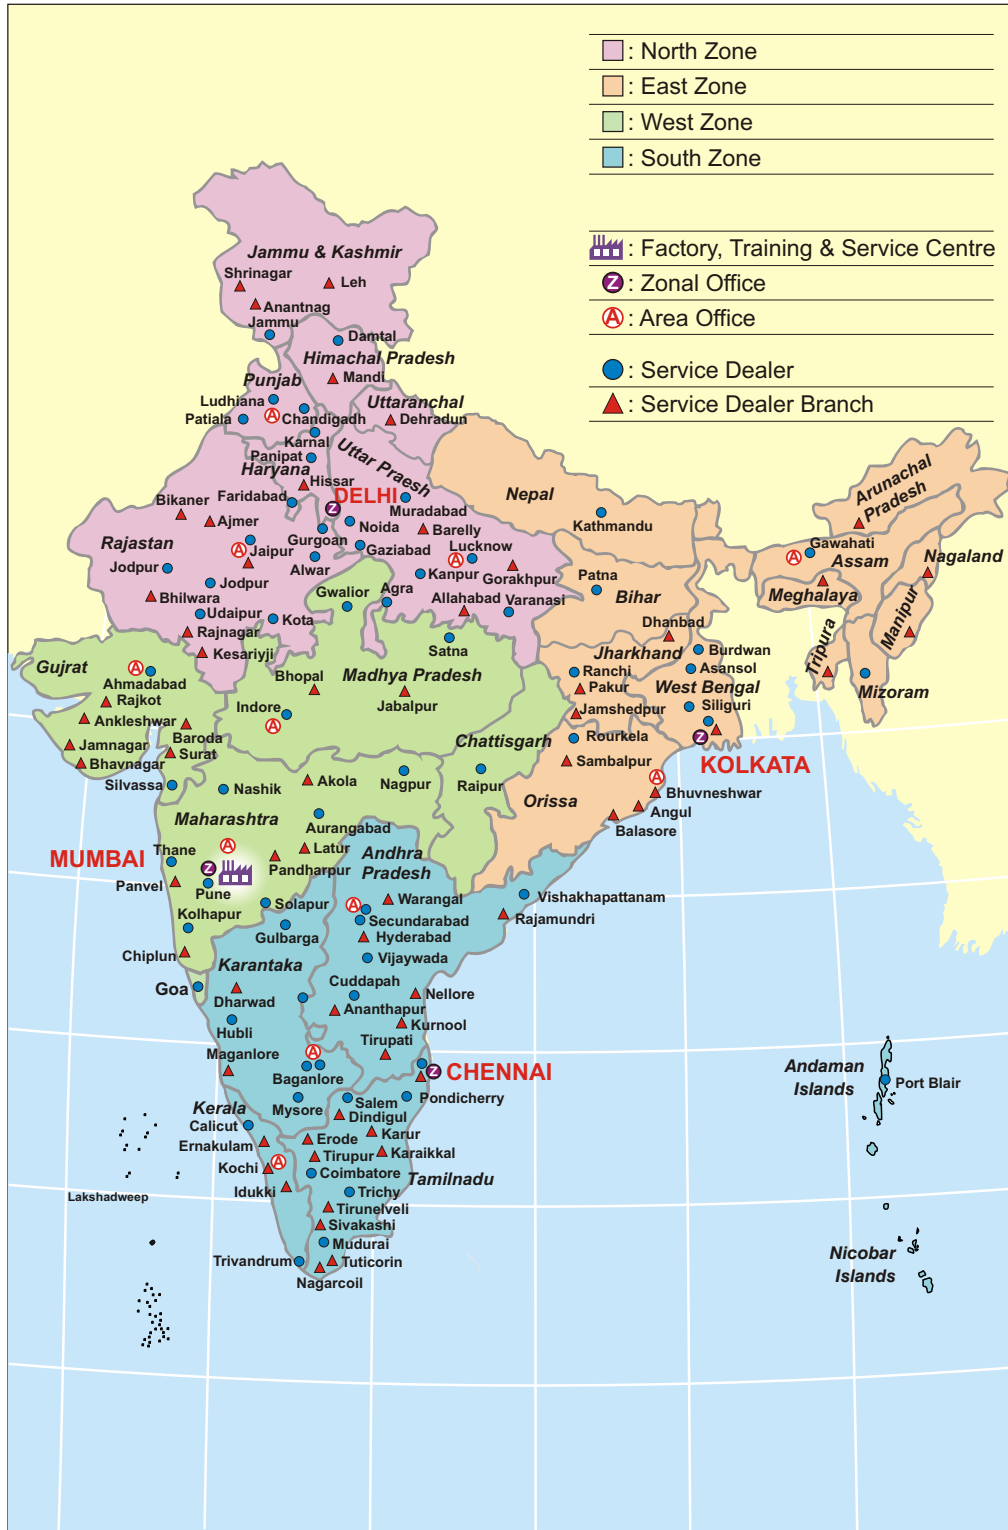 : North Zone
: East Zone
: West Zone
: South Zone
: Factory, Training & Service Centre
Z : Zonal Office
A : Area Office
: Service Dealer
: Service Dealer Branch
Jammu & Kashmir
Shrinagar
Leh
Anantnag
Jammu
Damtal
Himachal Pradesh
Mandi
Punjab
Ludhiana
Uttaranchal
Patiala
A
Chandigadh
Dehradun
Karnal
Panipat
Haryana
Uttar Praesh
Hissar
Bikaner
Faridabad
DELHI
Z
Muradabad
Ajmer
Noida
Barelly
Rajastan
Gurgoan
A
Jaipur
Gaziabad
Lucknow
A
Jodpur
Alwar
Kanpur
Gorakhpur
Jodpur
Gwalior
Agra
Bhilwara
Allahabad
Varanasi
Udaipur
Kota
Rajnagar
Satna
Kesariyji
Nepal
Kathmandu
Arunachal
Pradesh
Gawahati
A
Assam
Nagaland
Meghalaya
Manipur
Tripura
Mizoram
Patna
Bihar
Dhanbad
Jharkhand
Burdwan
Ranchi
Asansol
Pakur
West Bengal
Siliguri
Jamshedpur
Z
Rourkela
KOLKATA
Sambalpur
A
Orissa
Bhuvneshwar
Angul
Balasore
Gujrat
A
Ahmadabad
Rajkot
Ankleshwar
Baroda
Jamnagar
Surat
Bhavnagar
Silvassa
Bhopal
Madhya Pradesh
Jabalpur
Indore
A
Chattisgarh
Raipur
Nashik
Akola
Nagpur
Maharashtra
Aurangabad
A
Latur
Thane
MUMBAI
Z
Pandharpur
Panvel
Pune
Solapur
Kolhapur
Chiplun
Goa
Andhra
Pradesh
Warangal
Vishakhapattanam
A
Secundarabad
Rajamundri
Gulbarga
Hyderabad
Vijaywada
Karantaka
Cuddapah
Dharwad
Nellore
Ananthapur
Hubli
Kurnool
Tirupati
Maganlore
A
Baganlore
Z
CHENNAI
Mysore
Salem
Pondicherry
Kerala
Dindigul
Calicut
Karur
Ernakulam
Erode
Karaikkal
Kochi
A
Tirupur
Coimbatore
Tamilnadu
Idukki
Trichy
Tirunelveli
Sivakashi
Mudurai
Trivandrum
Tuticorin
Nagarcoil
Lakshadweep
Andaman
Islands
Port Blair
Nicobar
Islands